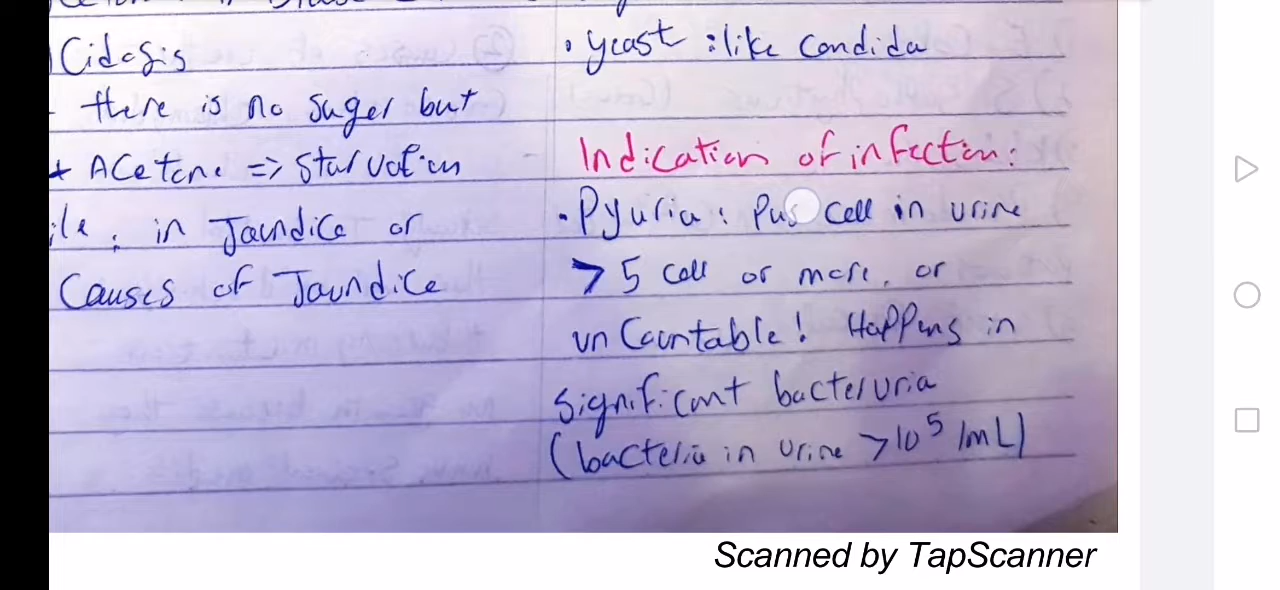 Cidosis
- there is no suger but
+ ACetone => Starvation
ile : in Jaundice or
Causes of Jaundice
• yeast : like Candida
Indication of infection :
• Pyuria : Pus cell in urine
> 5 cell or more, or
unCountable! Happens in
significant bacteruria
(bacteria in urine >10⁵ /mL)
Scanned by TapScanner